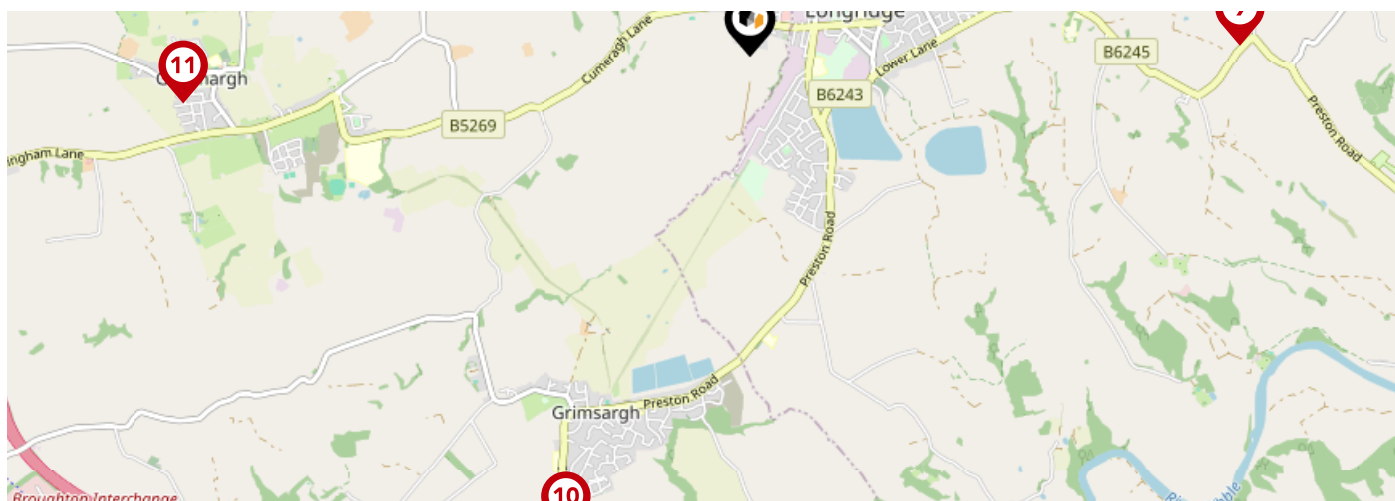 Longridge
7
B6245
Lower Lane
Cumeragh Lane
11
B6243
B5269
Preston Road
ingham Lane
Preston Road
Preston Road
Grimsargh
10
Broughton Interchange